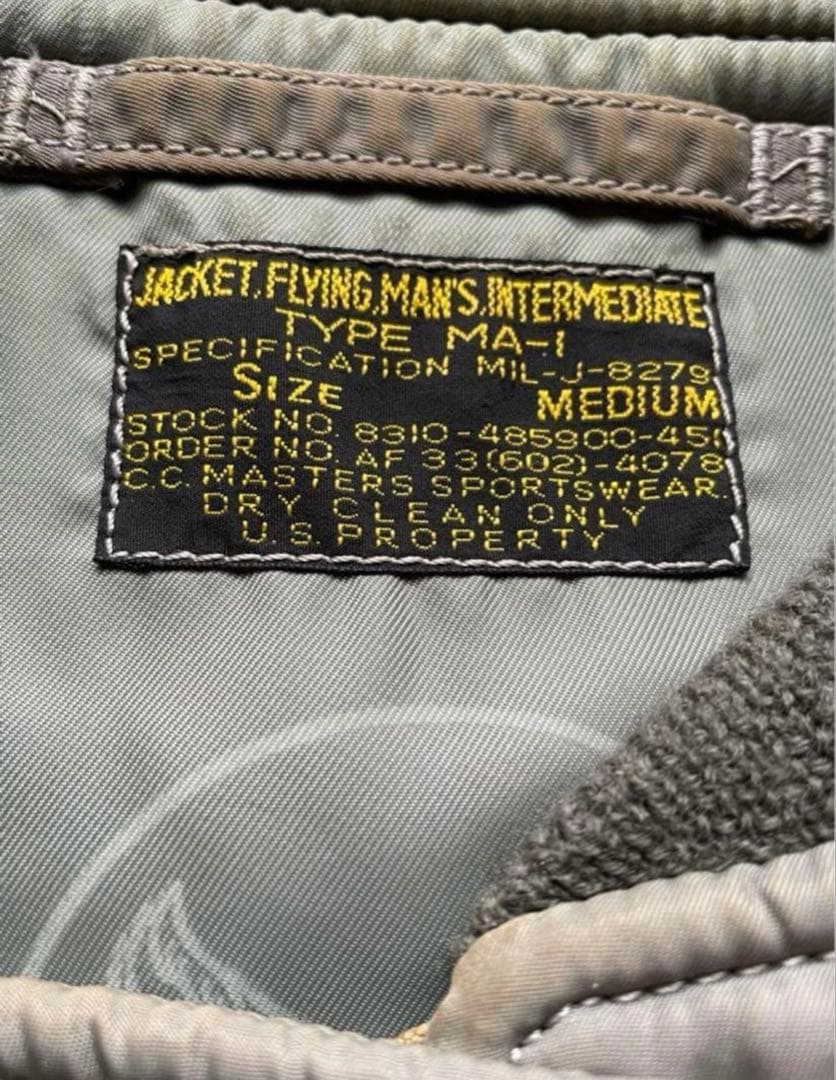 JACKET, FLYING, MAN'S, INTERMEDIATE
TYPE MA-1
SPECIFICATION MIL-J-8279
SIZE MEDIUM
STOCK NO. 8310-485900-450
ORDER NO. AF 33(602)-4078
C.C. MASTERS SPORTSWEAR.
DRY CLEAN ONLY
U.S. PROPERTY